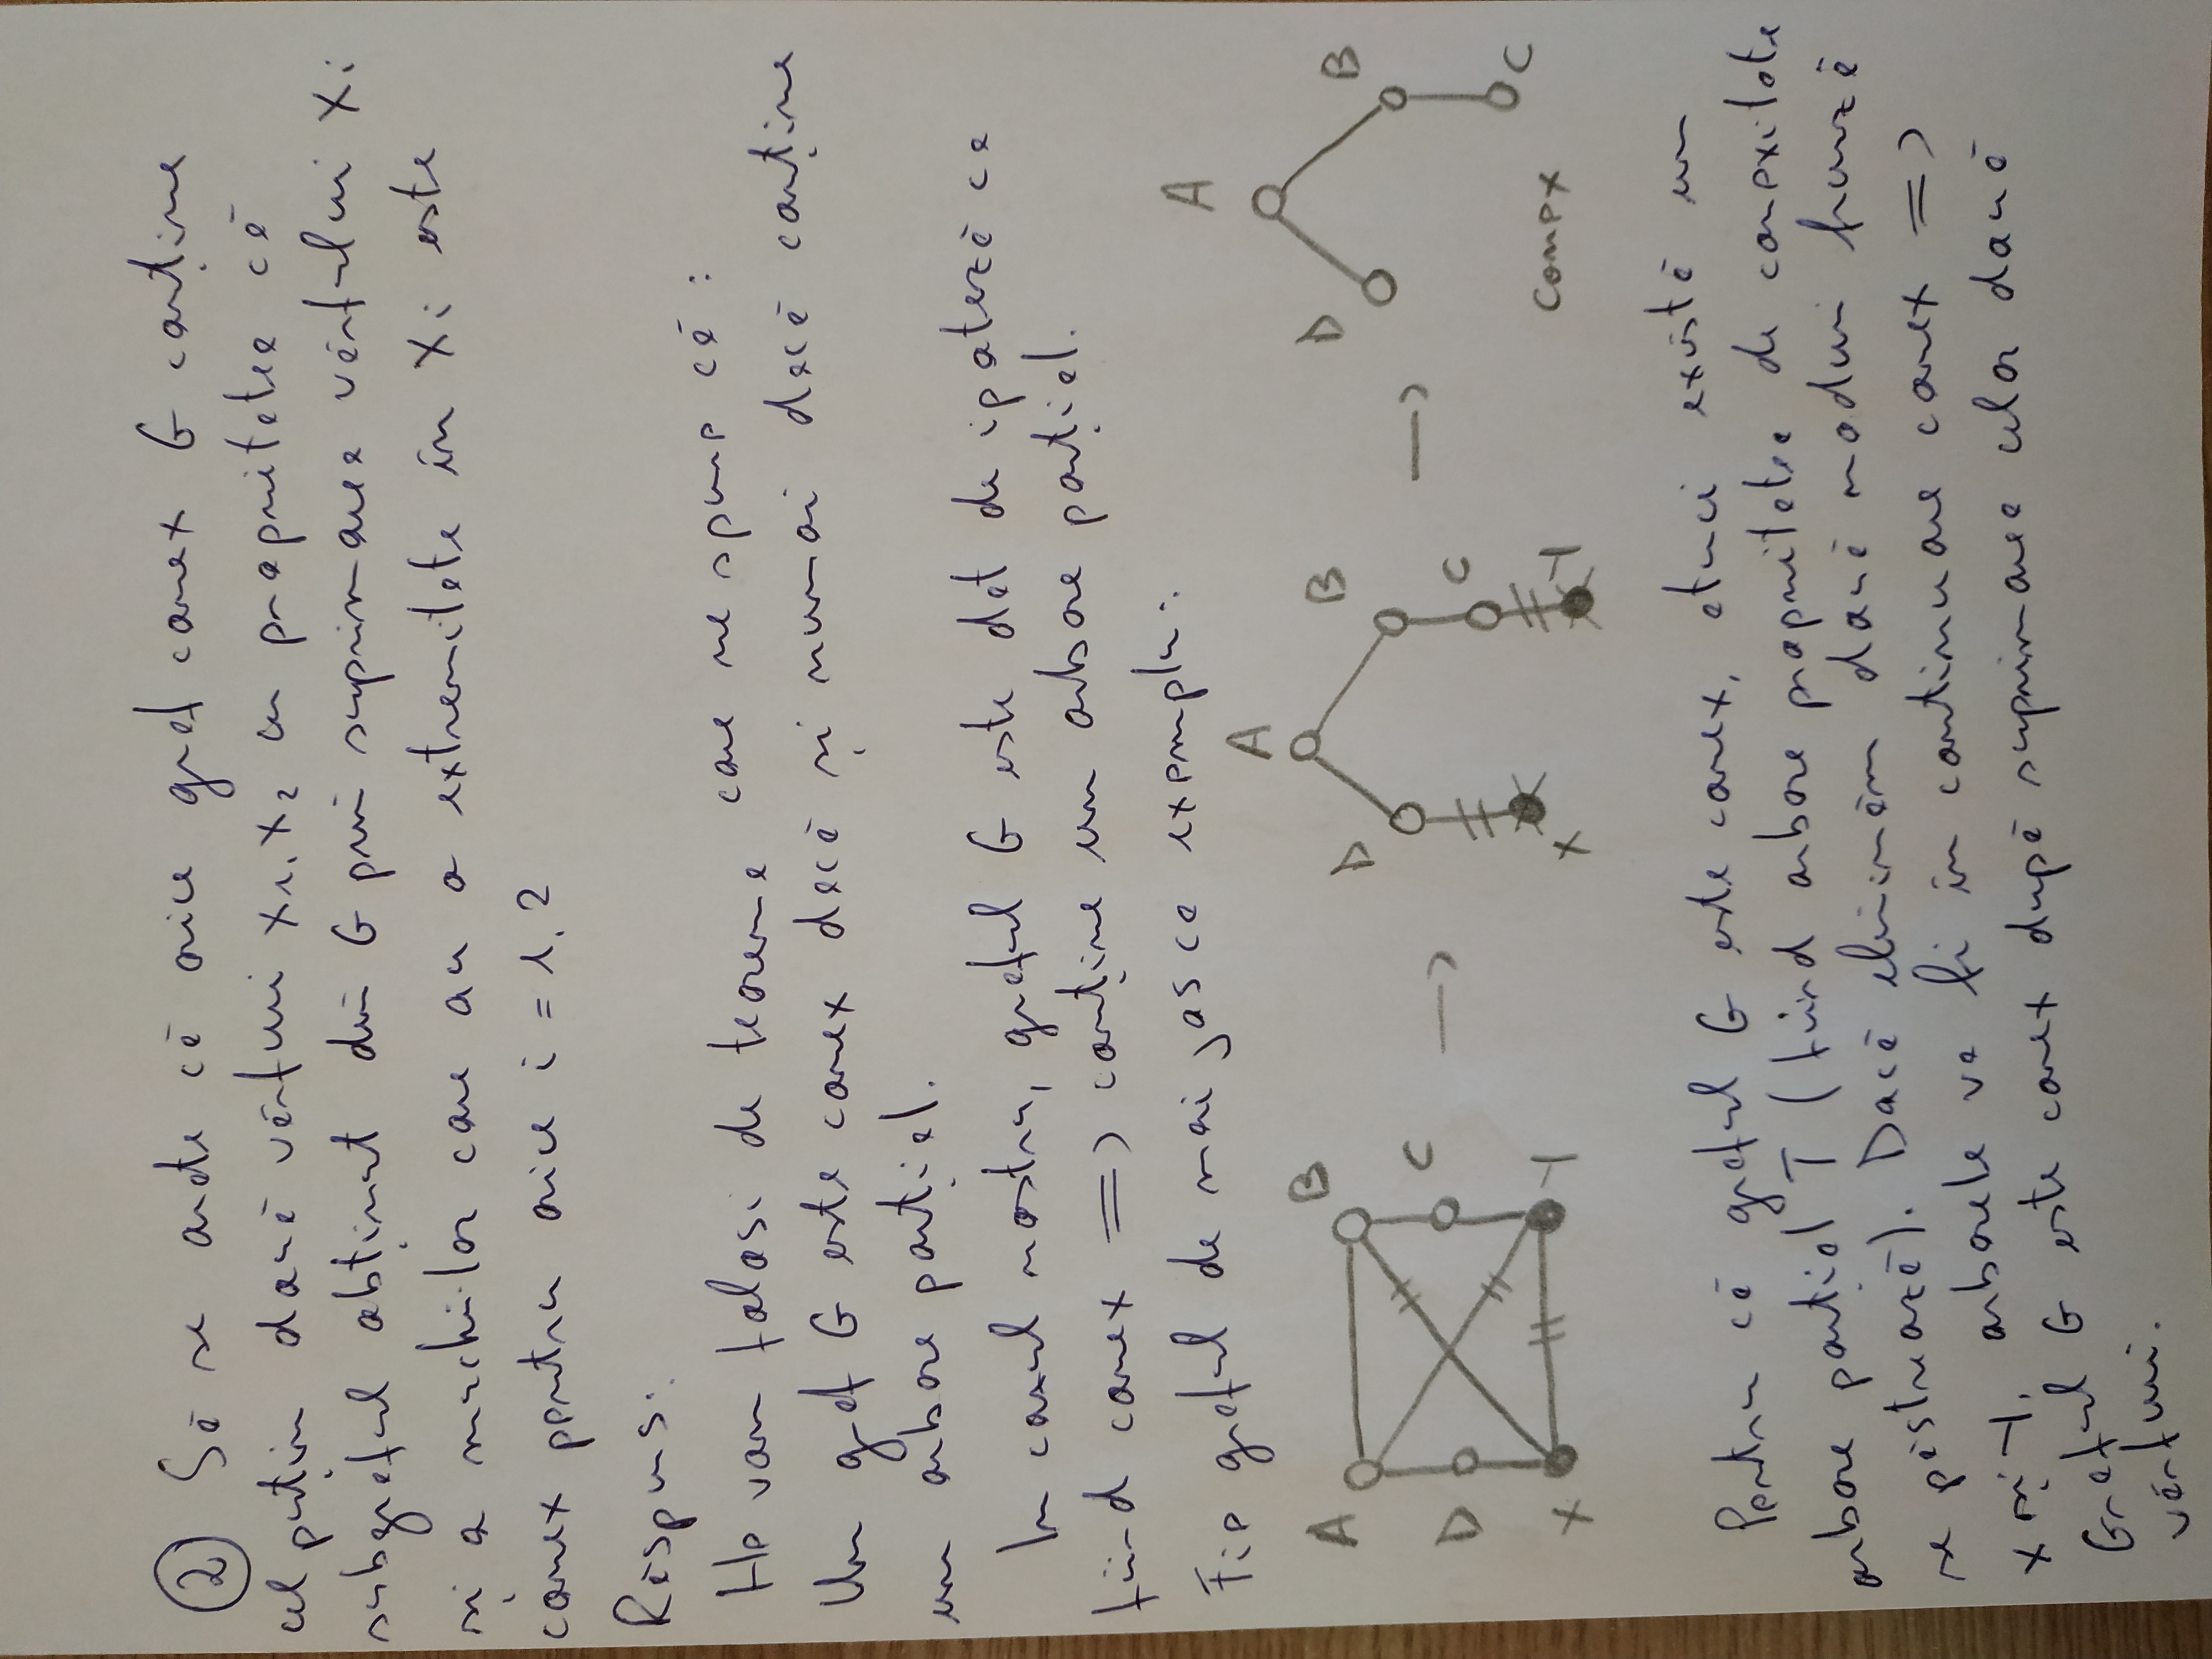 ② Să se arate că orice graf conex G conține
cel puțin două vârfuri x₁, x₂ cu proprietatea că
subgraful obținut din G prin suprimarea vârfului Xi
și a muchiilor care au o extremitate în Xi este
conex pentru orice i = 1, 2
Răspuns:
Ne vom folosi de teorema care ne spune că:
Un graf G este conex dacă și numai dacă conține
un arbore parțial.
In cazul nostru, graful G este dat de ipoteză ca
fiind conex => conține un arbore parțial.
Fie graful de mai jos ca exemplu:
A B
D C
X Y
->
A
D B
C
X Y
->
A
D B
C
conex
Pentru că graful G este conex, atunci există un
arbore parțial T (fiind arbore proprietatea de conexitate
se păstrează). Dacă eliminăm două noduri frunză
x și y, arborele va fi în continuare conex =>
Graful G este conex după suprimarea celor două
vârfuri.